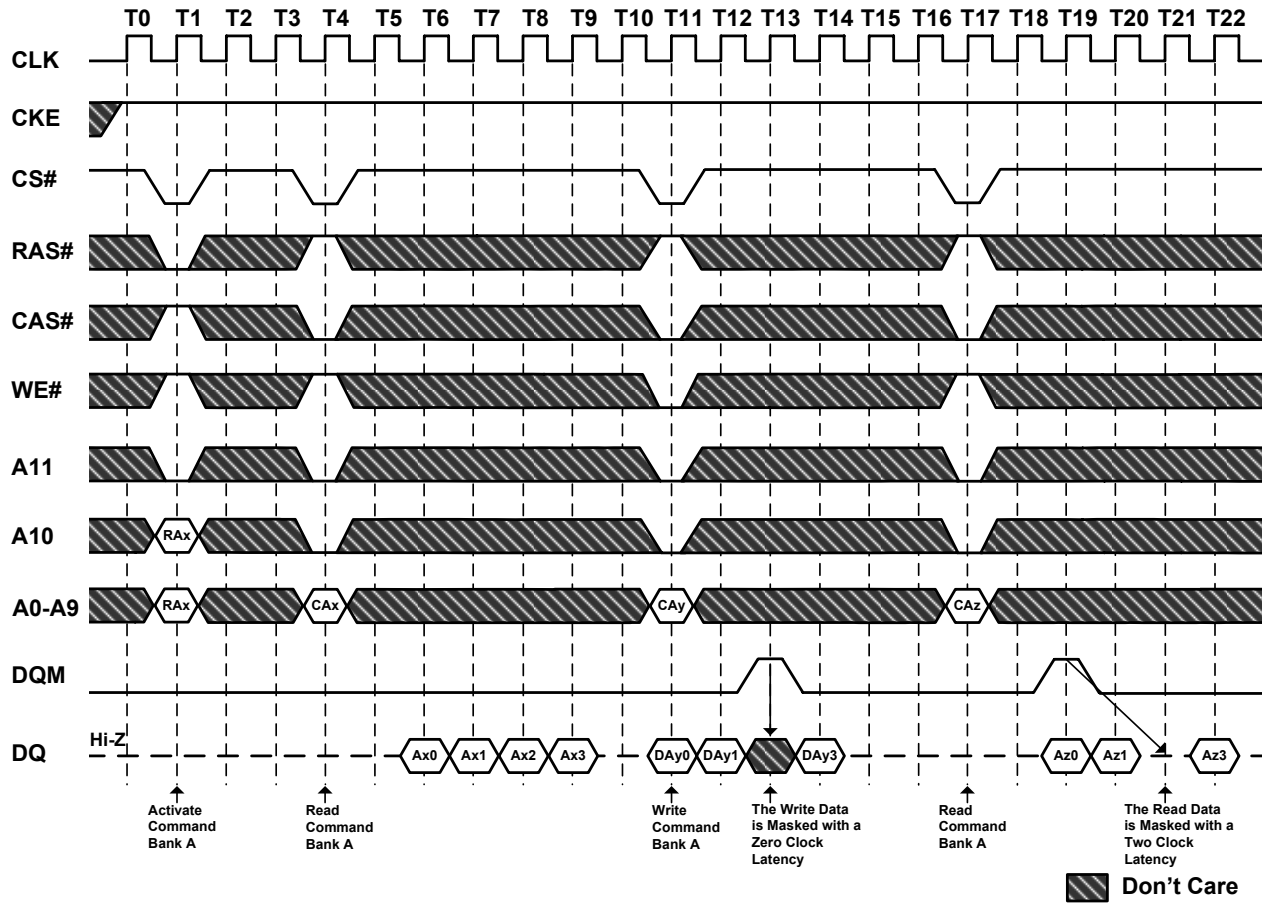 T0 T1 T2 T3 T4 T5 T6 T7 T8 T9 T10 T11 T12 T13 T14 T15 T16 T17 T18 T19 T20 T21 T22
CLK
CKE
CS#
RAS#
CAS#
WE#
A11
A10 RAx
A0-A9 RAx CAx CAy CAz
DQM
Hi-Z
DQ Ax0 Ax1 Ax2 Ax3 DAy0 DAy1 DAy3 Az0 Az1 Az3
Activate
Command
Bank A
Read
Command
Bank A
Write
Command
Bank A
The Write Data
is Masked with a
Zero Clock
Latency
Read
Command
Bank A
The Read Data
is Masked with a
Two Clock
Latency
Don't Care